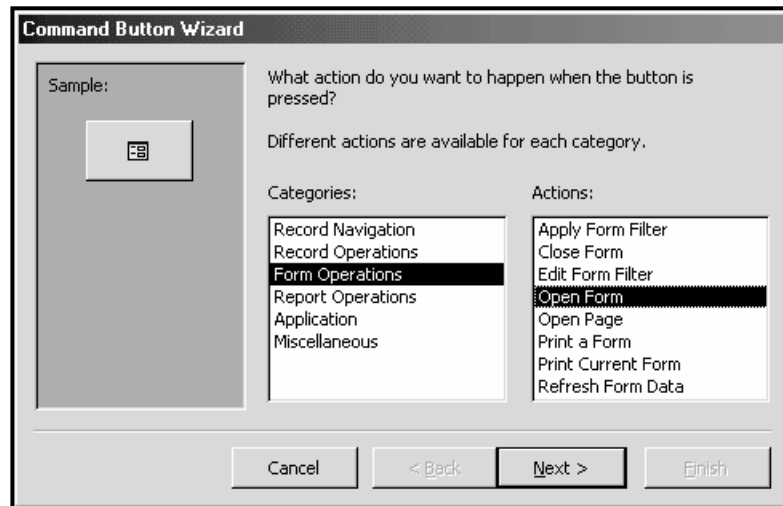 Command Button Wizard
Sample:
What action do you want to happen when the button is
pressed?
Different actions are available for each category.
Categories:
Record Navigation
Record Operations
Form Operations
Report Operations
Application
Miscellaneous
Actions:
Apply Form Filter
Close Form
Edit Form Filter
Open Form
Open Page
Print a Form
Print Current Form
Refresh Form Data
Cancel
< Back
Next >
Finish